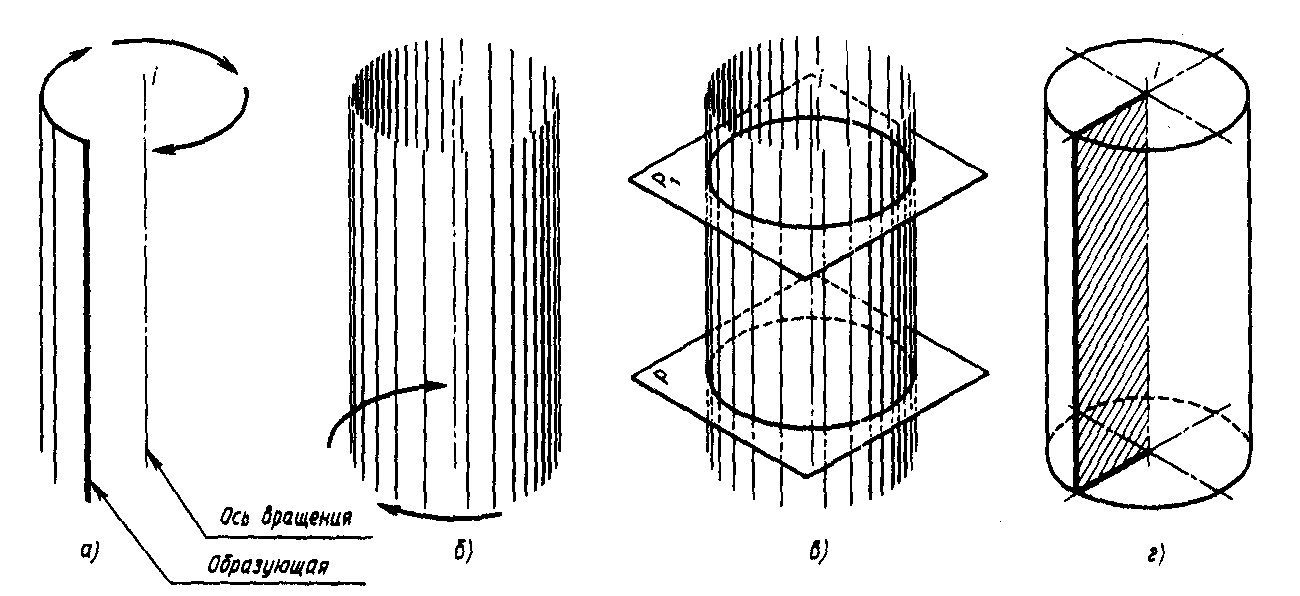 i
i
i
i
P₁
P
Ось вращения
Образующая
а)
б)
в)
г)